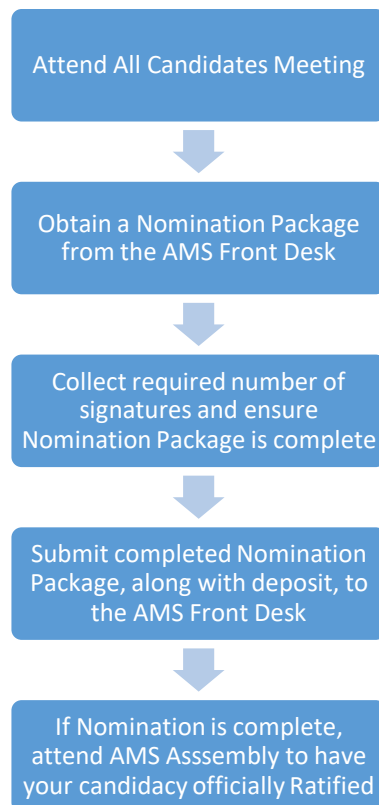 Attend All Candidates Meeting
Obtain a Nomination Package
from the AMS Front Desk
Collect required number of
signatures and ensure
Nomination Package is complete
Submit completed Nomination
Package, along with deposit, to
the AMS Front Desk
If Nomination is complete,
attend AMS Asssembly to have
your candidacy officially Ratified